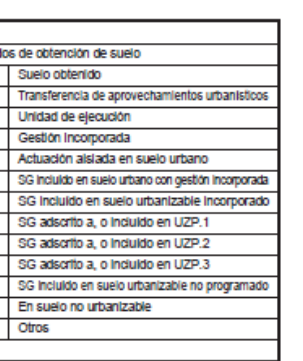 de obtención de suelo
Suelo obtenido
Transferencia de aprovechamientos urbanísticos
Unidad de ejecución
Gestión incorporada
Actuación aislada en suelo urbano
SG incluido en suelo urbano con gestión incorporada
SG incluido en suelo urbanizable incorporado
SG adscrito a, o incluido en UZP.1
SG adscrito a, o incluido en UZP.2
SG adscrito a, o incluido en UZP.3
SG incluido en suelo urbanizable no programado
En suelo no urbanizable
Otros